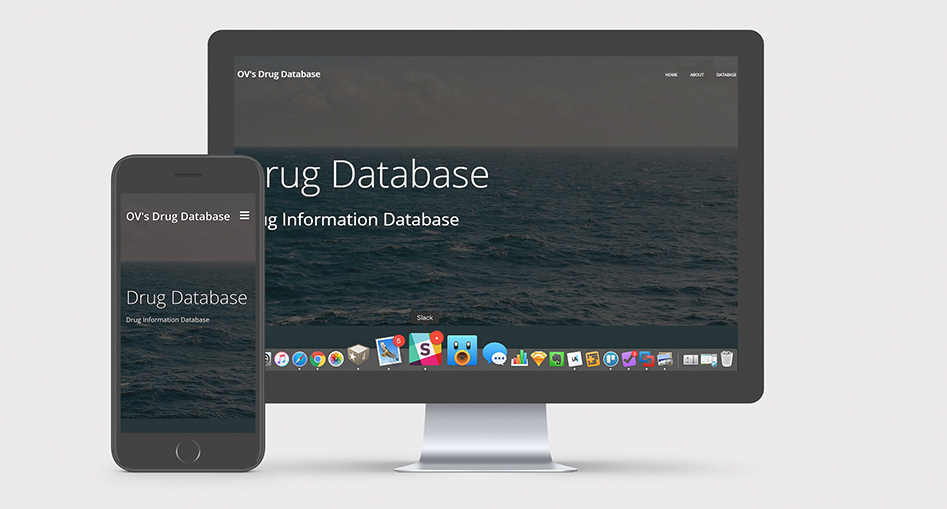 OV's Drug Database
HOME ABOUT DATABASE
rug Database
g Information Database
Slack
5
S
OV's Drug Database
Drug Database
Drug Information Database